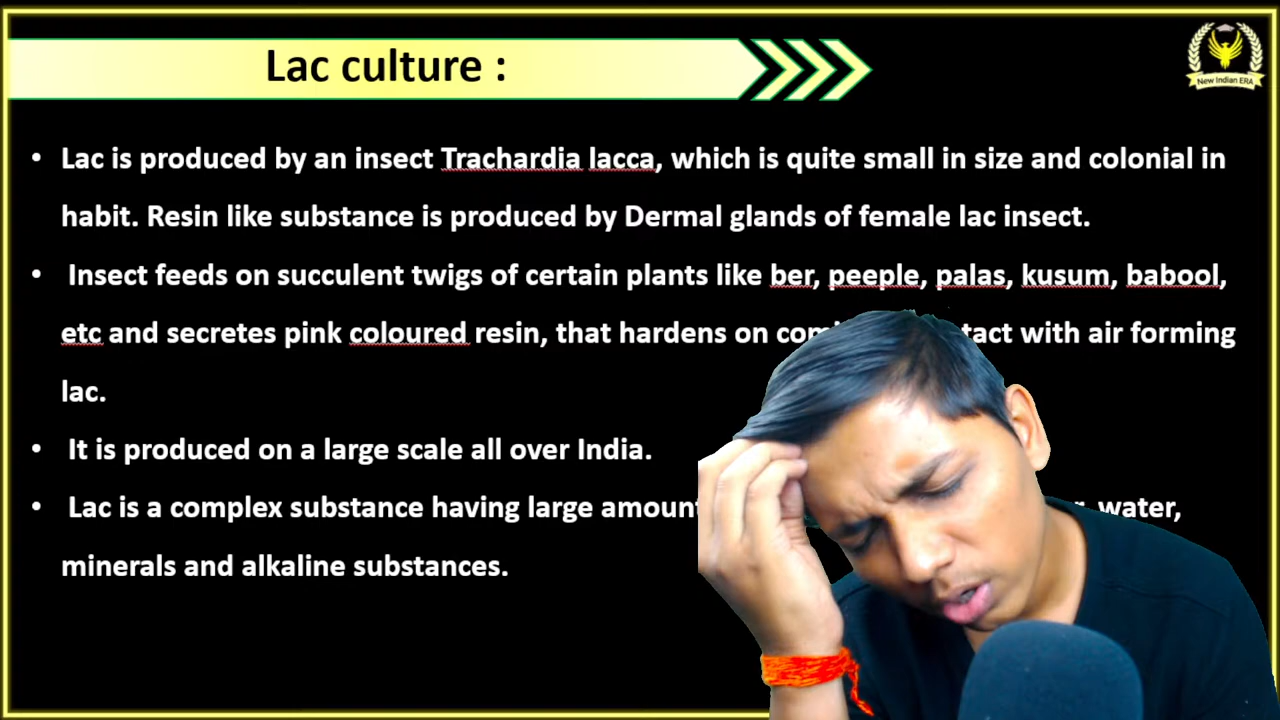 Lac culture :
New Indian ERA
• Lac is produced by an insect Trachardia lacca, which is quite small in size and colonial in
habit. Resin like substance is produced by Dermal glands of female lac insect.
• Insect feeds on succulent twigs of certain plants like ber, peeple, palas, kusum, babool,
etc and secretes pink coloured resin, that hardens on with air forming
lac.
• It is produced on a large scale all over India.
• Lac is a complex substance having large water,
minerals and alkaline substances.